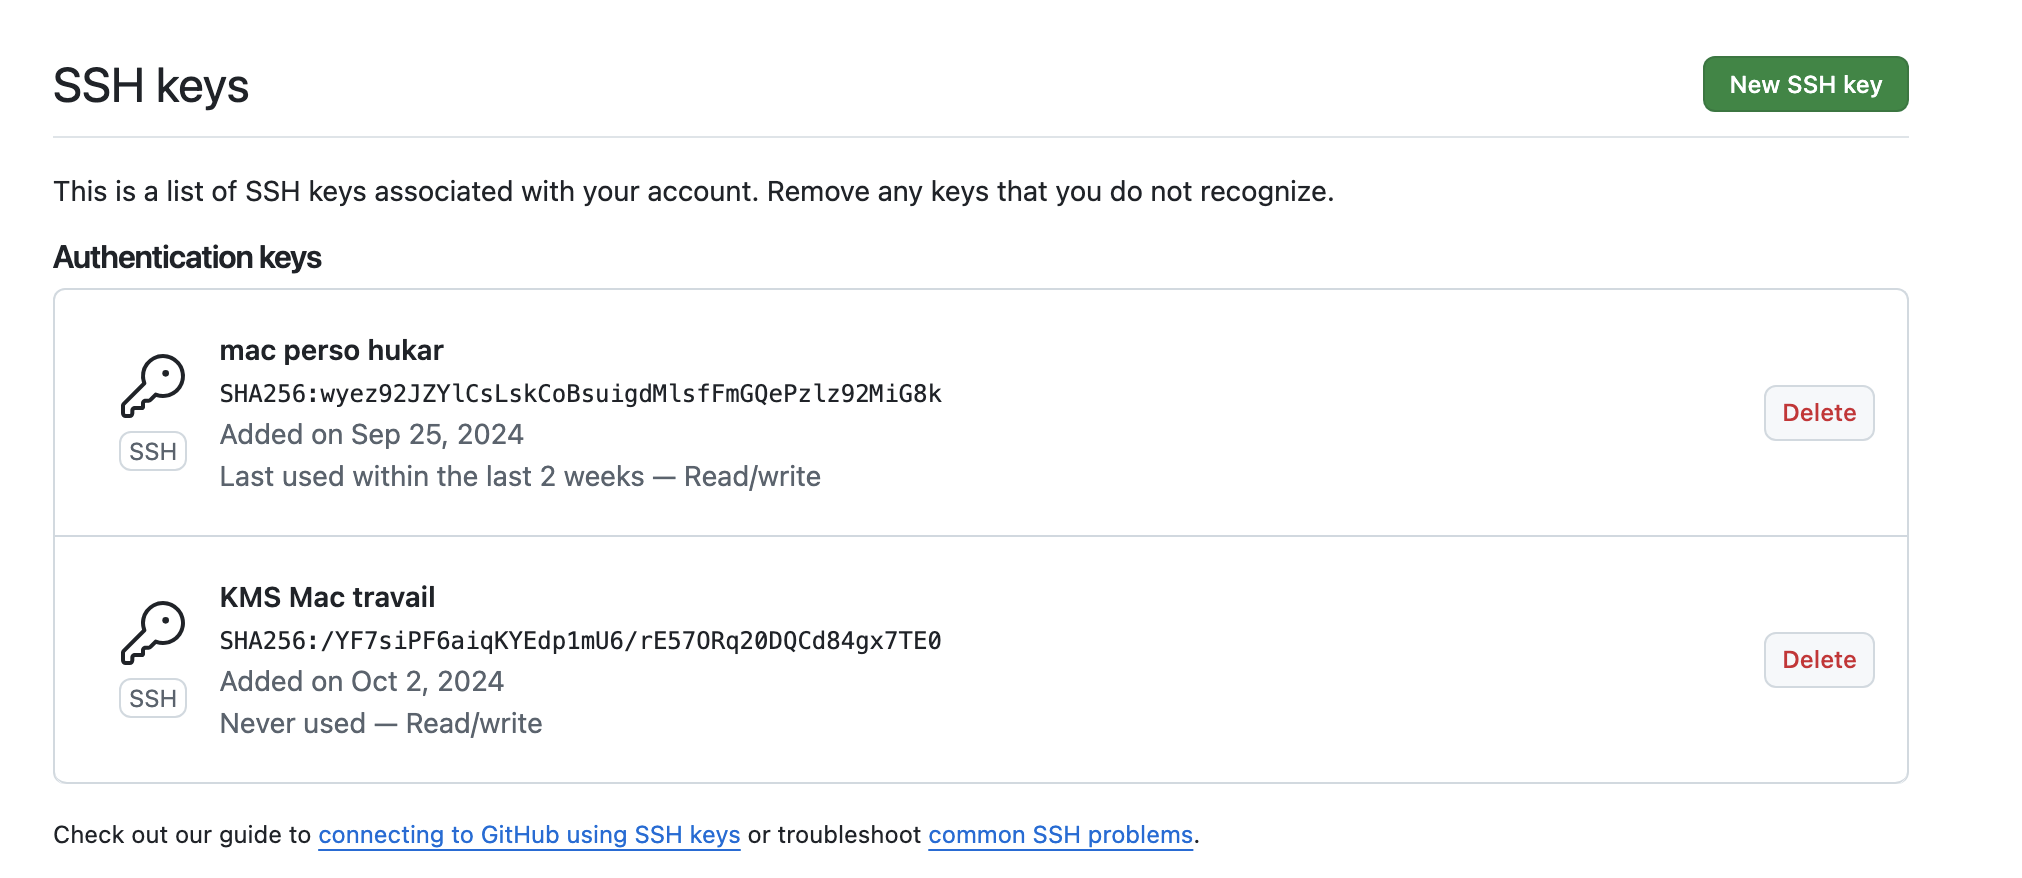 SSH keys
New SSH key
This is a list of SSH keys associated with your account. Remove any keys that you do not recognize.
Authentication keys
mac perso hukar
SHA256:wyez92JZYlCsLskCoBsuigdMlsfFmGQePzlz92MiG8k
Added on Sep 25, 2024
Last used within the last 2 weeks — Read/write
SSH
Delete
KMS Mac travail
SHA256:/YF7siPF6aiqKYEdp1mU6/rE57ORq20DQCd84gx7TE0
Added on Oct 2, 2024
Never used — Read/write
SSH
Delete
Check out our guide to connecting to GitHub using SSH keys or troubleshoot common SSH problems.